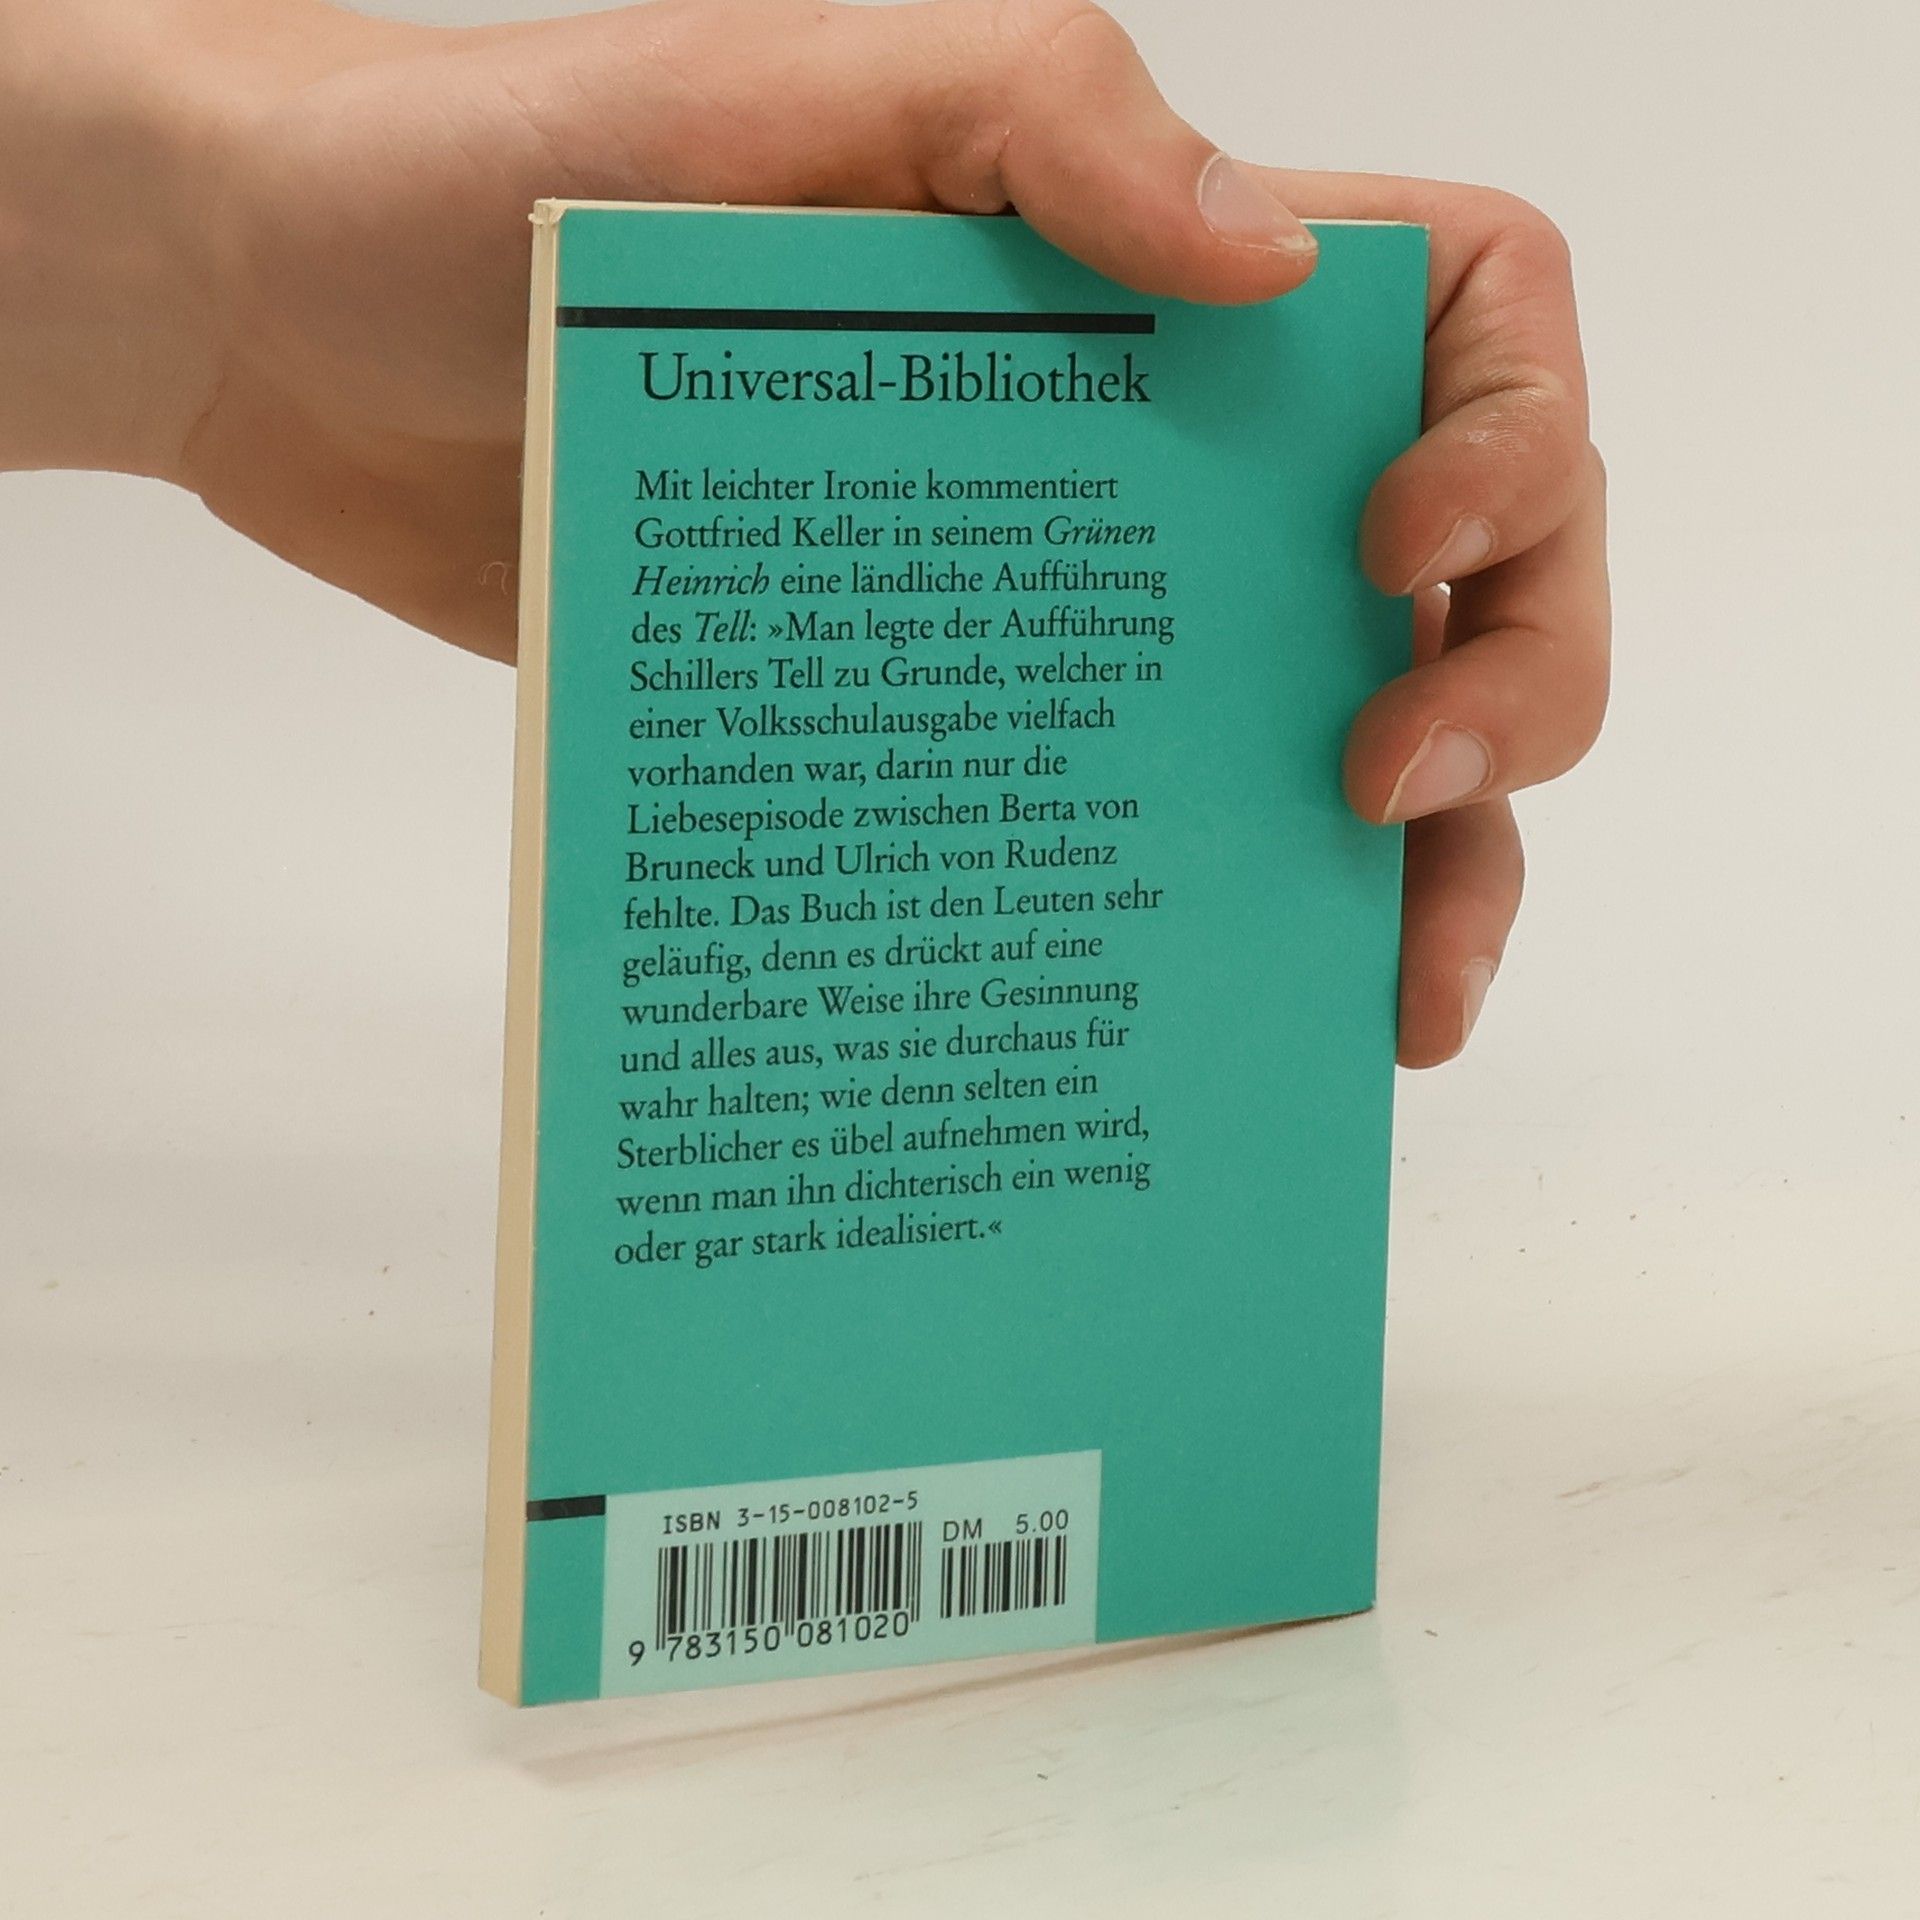 Universal-Bibliothek
Mit leichter Ironie kommentiert
Gottfried Keller in seinem Grünen
Heinrich eine ländliche Aufführung
des Tell: »Man legte der Aufführung
Schillers Tell zu Grunde, welcher in
einer Volksschulausgabe vielfach
vorhanden war, darin nur die
Liebesepisode zwischen Berta von
Bruneck und Ulrich von Rudenz
fehlte. Das Buch ist den Leuten sehr
geläufig, denn es drückt auf eine
wunderbare Weise ihre Gesinnung
und alles aus, was sie durchaus für
wahr halten; wie denn selten ein
Sterblicher es übel aufnehmen wird,
wenn man ihn dichterisch ein wenig
oder gar stark idealisiert.«
ISBN 3-15-008102-5
DM 5.00
9 783150 081020